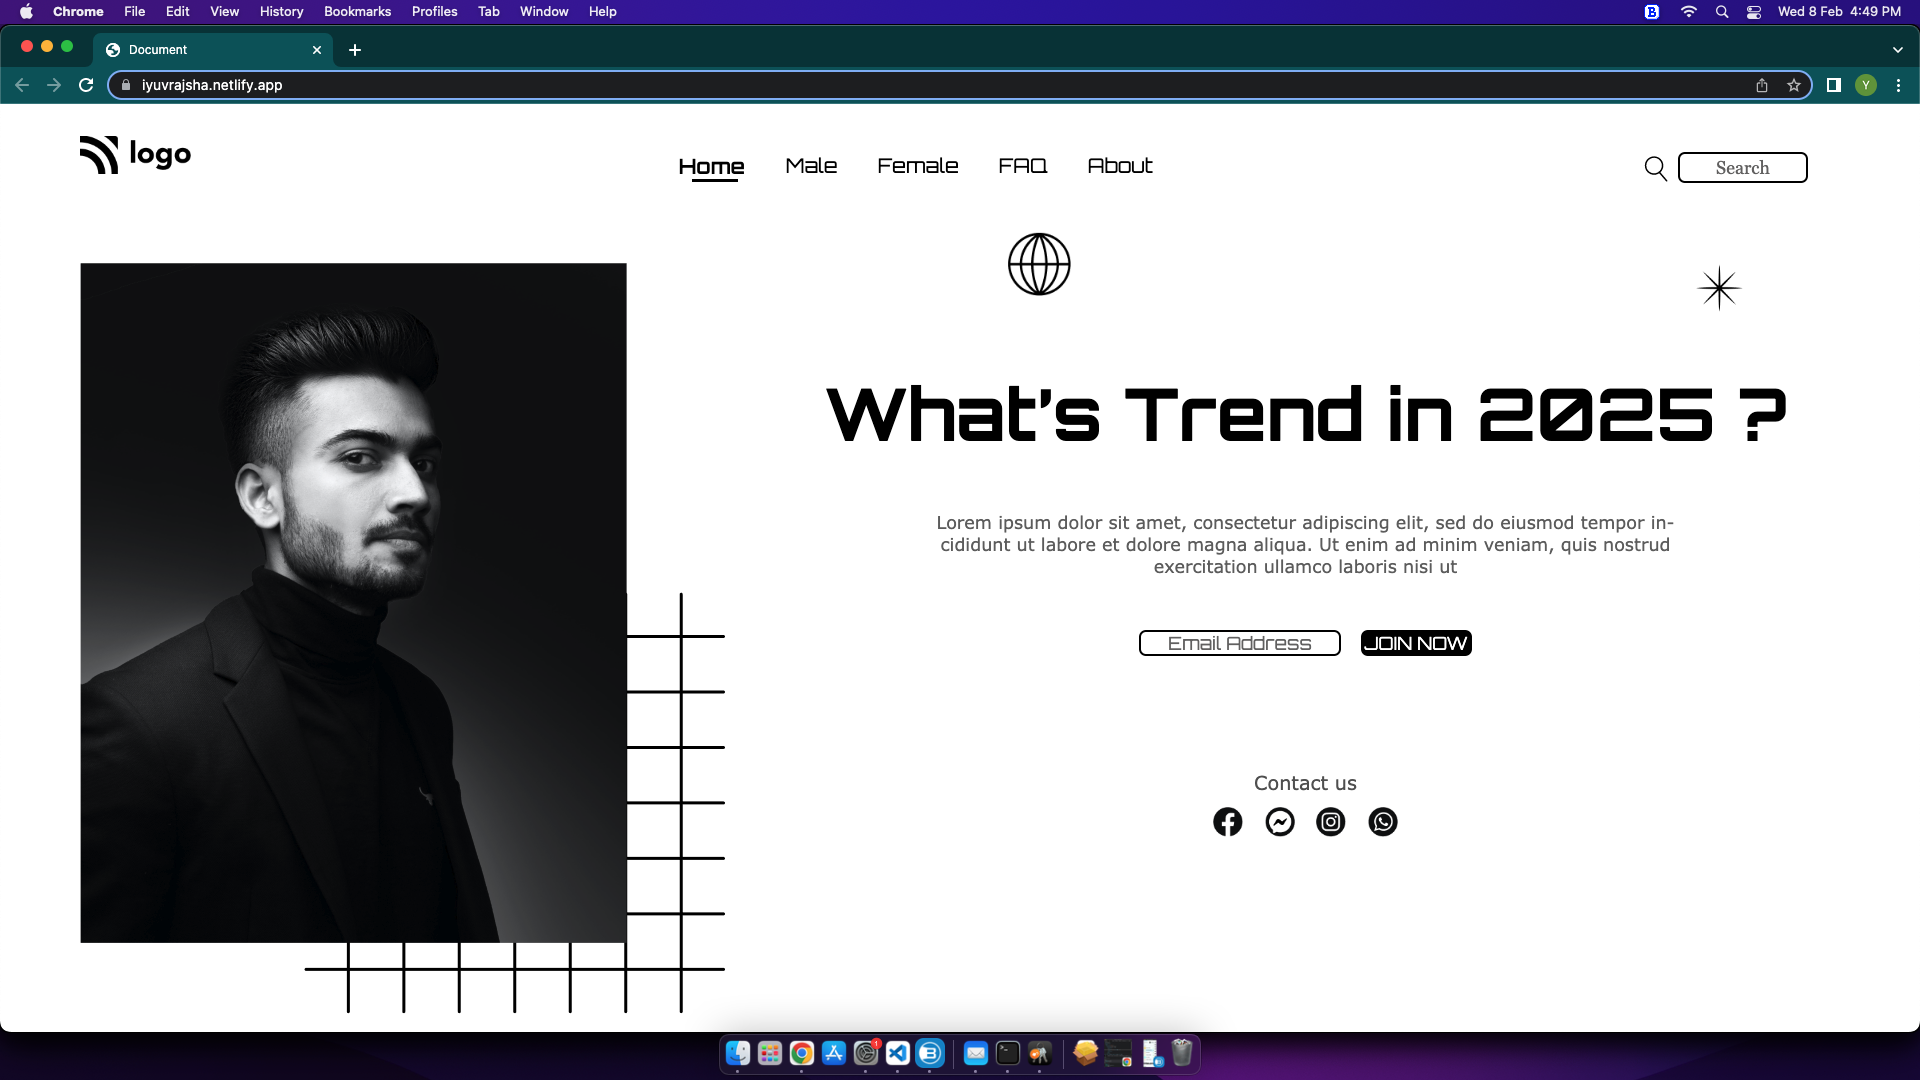 Chrome File Edit View History Bookmarks Profiles Tab Window Help
B
Wed 8 Feb 4:49 PM
Document
iyuvrajsha.netlify.app
Y
logo
Home Male Female FAQ About
Search
What's Trend in 2025 ?
Lorem ipsum dolor sit amet, consectetur adipiscing elit, sed do eiusmod tempor in-
cididunt ut labore et dolore magna aliqua. Ut enim ad minim veniam, quis nostrud
exercitation ullamco laboris nisi ut
Email Address JOIN NOW
Contact us
1
B